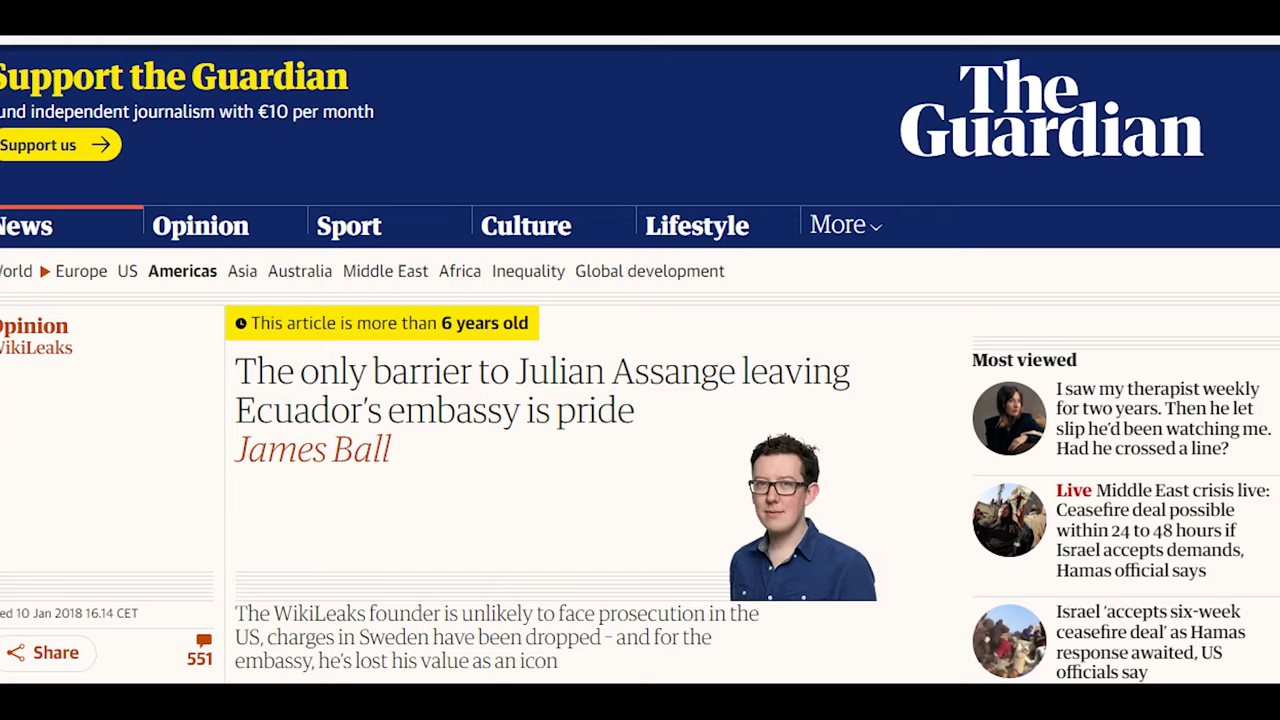 Support the Guardian
und independent journalism with €10 per month
Support us
The
Guardian
News
Opinion
Sport
Culture
Lifestyle
More
World
Europe
US
Americas
Asia
Australia
Middle East
Africa
Inequality
Global development
Opinion
WikiLeaks
This article is more than 6 years old
The only barrier to Julian Assange leaving
Ecuador's embassy is pride
James Ball
The WikiLeaks founder is unlikely to face prosecution in the
US, charges in Sweden have been dropped – and for the
embassy, he's lost his value as an icon
ed 10 Jan 2018 16.14 CET
Share
551
Most viewed
I saw my therapist weekly
for two years. Then he let
slip he'd been watching me.
Had he crossed a line?
Live Middle East crisis live:
Ceasefire deal possible
within 24 to 48 hours if
Israel accepts demands,
Hamas official says
Israel 'accepts six-week
ceasefire deal' as Hamas
response awaited, US
officials say